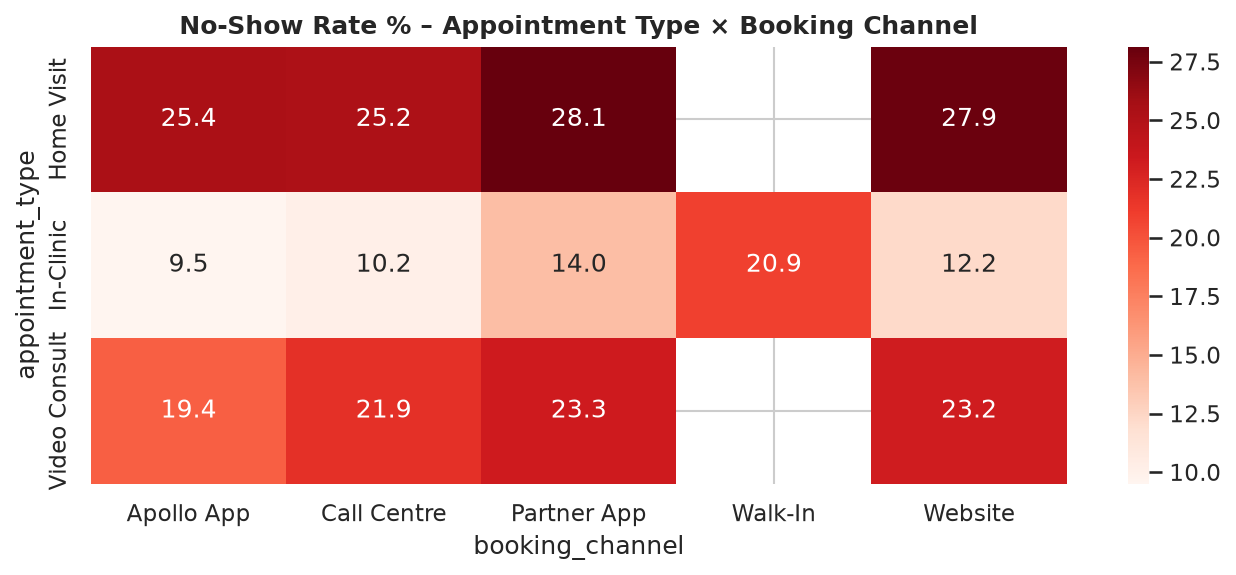 No-Show Rate % – Appointment Type × Booking Channel
appointment_type
Home Visit
25.4 25.2 28.1 27.9
In-Clinic
9.5 10.2 14.0 20.9 12.2
Video Consult
19.4 21.9 23.3 23.2
Apollo App Call Centre Partner App Walk-In Website
booking_channel
27.5
25.0
22.5
20.0
17.5
15.0
12.5
10.0